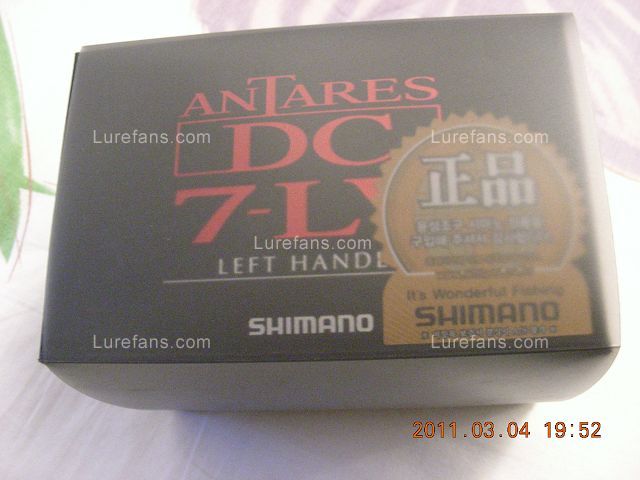 ANTARES
Lurefans.com Lurefans.com
DC
正品
7-LV
Lurefans.com
LEFT HANDLE
It's Wonderful Fishing
SHIMANO
SHIMANO
Lurefans.com Lurefans.com
2011.03.04 19:52